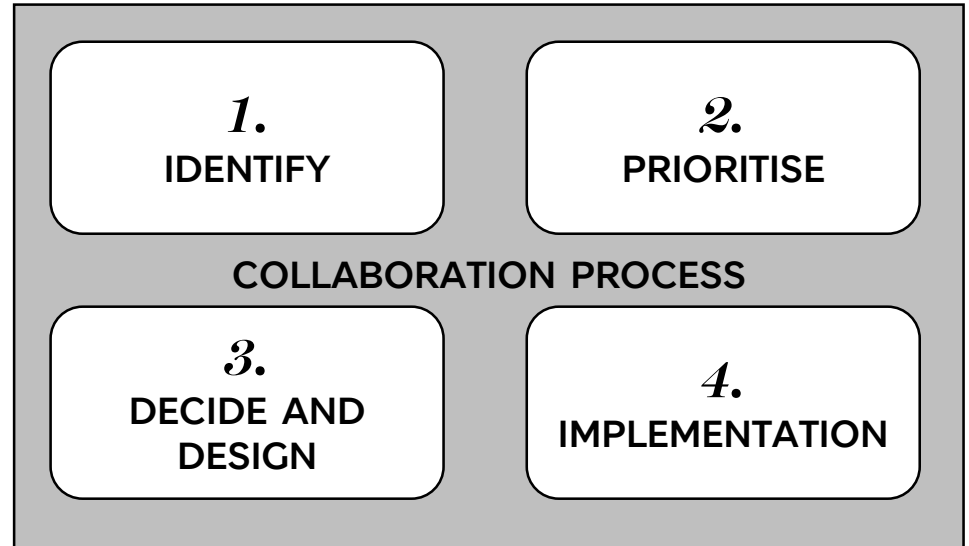 1.
IDENTIFY
2.
PRIORITISE
COLLABORATION PROCESS
3.
DECIDE AND
DESIGN
4.
IMPLEMENTATION